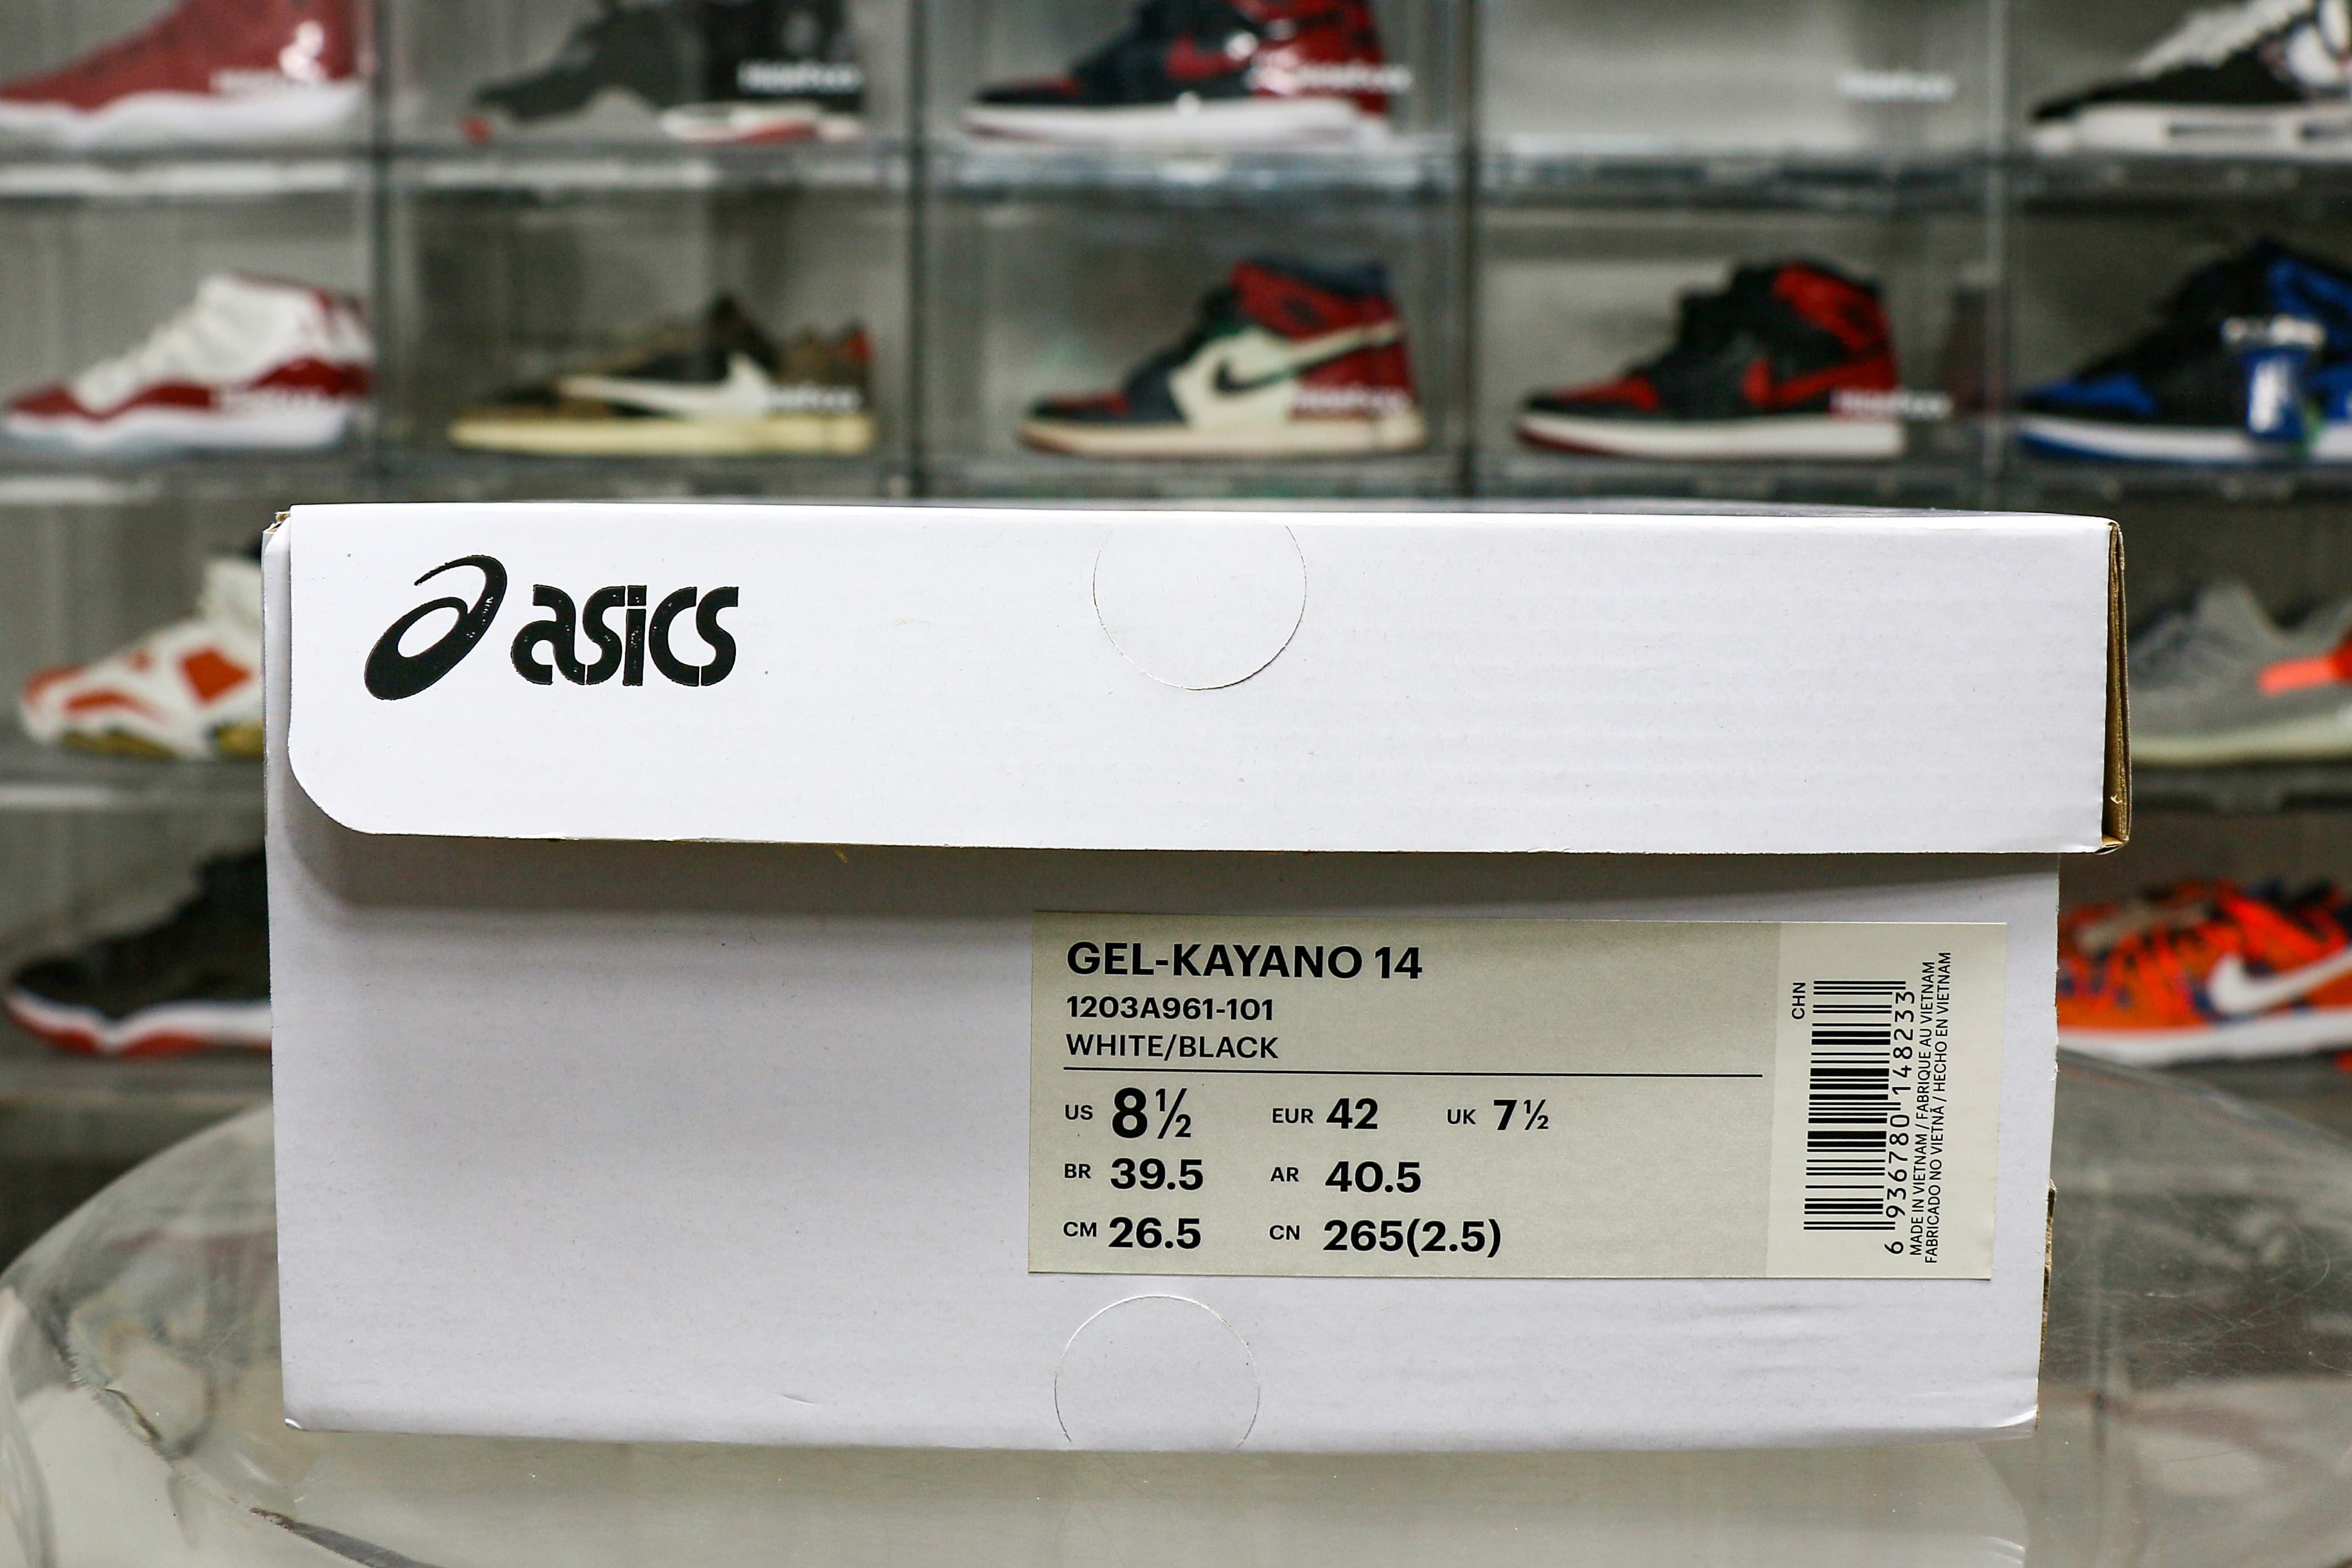 asics
GEL-KAYANO 14
1203A961-101
WHITE/BLACK
US 8½ EUR 42 UK 7½
BR 39.5 AR 40.5
CM 26.5 CN 265(2.5)
CHN
6 936780 148233
MADE IN VIETNAM / FABRIQUE AU VIETNAM
FABRICADO NO VIETNÃ / HECHO EN VIETNAM